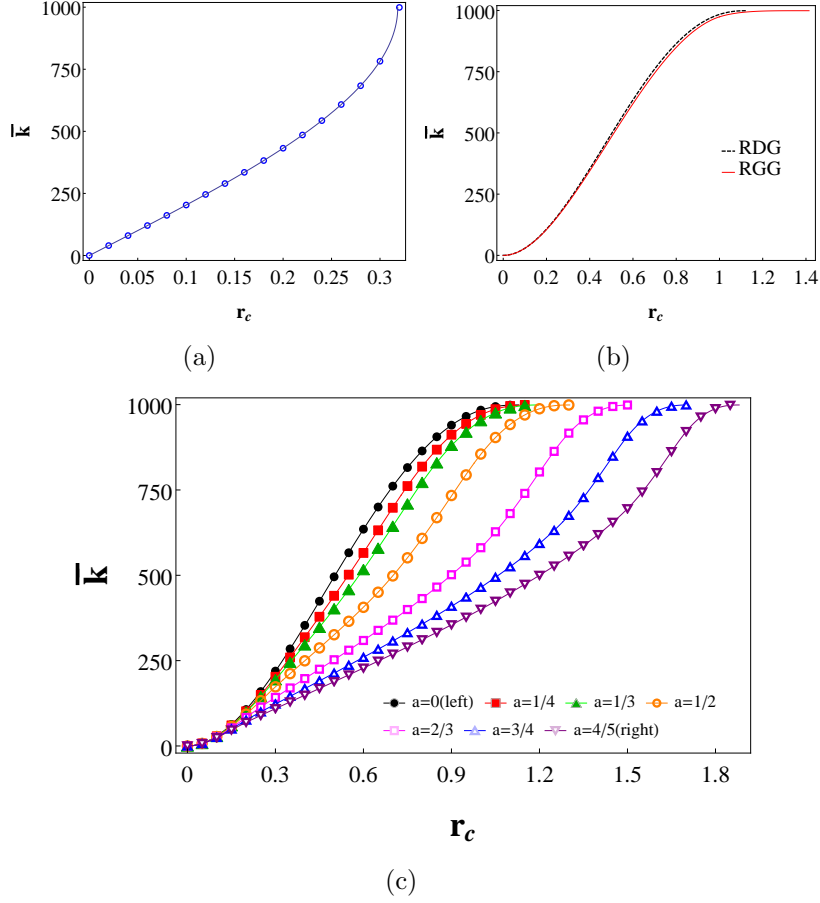 1000
750
500
250
0
k̄
0 0.05 0.1 0.15 0.2 0.25 0.3
r_c
(a)
1000
750
500
250
0
k̄
RDG
RGG
0 0.2 0.4 0.6 0.8 1 1.2 1.4
r_c
(b)
1000
750
500
250
0
k̄
a=0(left) a=1/4 a=1/3 a=1/2
a=2/3 a=3/4 a=4/5(right)
0 0.3 0.6 0.9 1.2 1.5 1.8
r_c
(c)